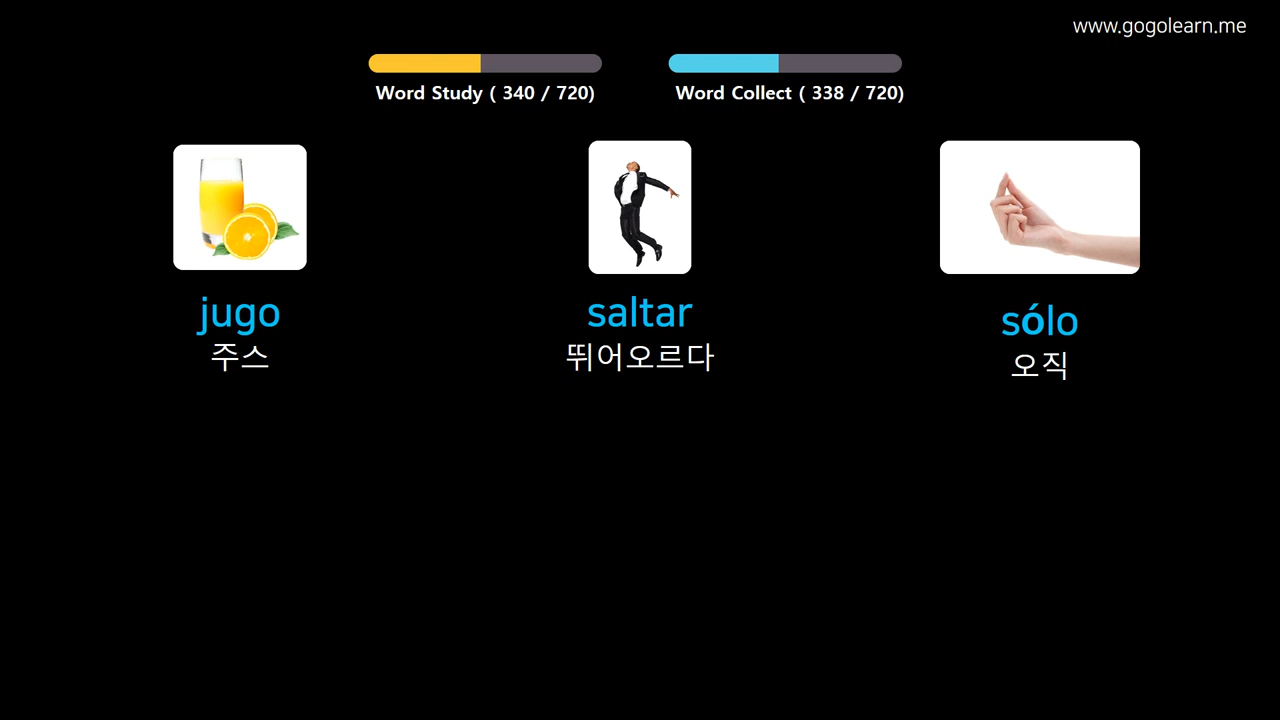 www.gogolearn.me
Word Study ( 340 / 720)
Word Collect ( 338 / 720)
jugo
주스
saltar
뛰어오르다
sólo
오직